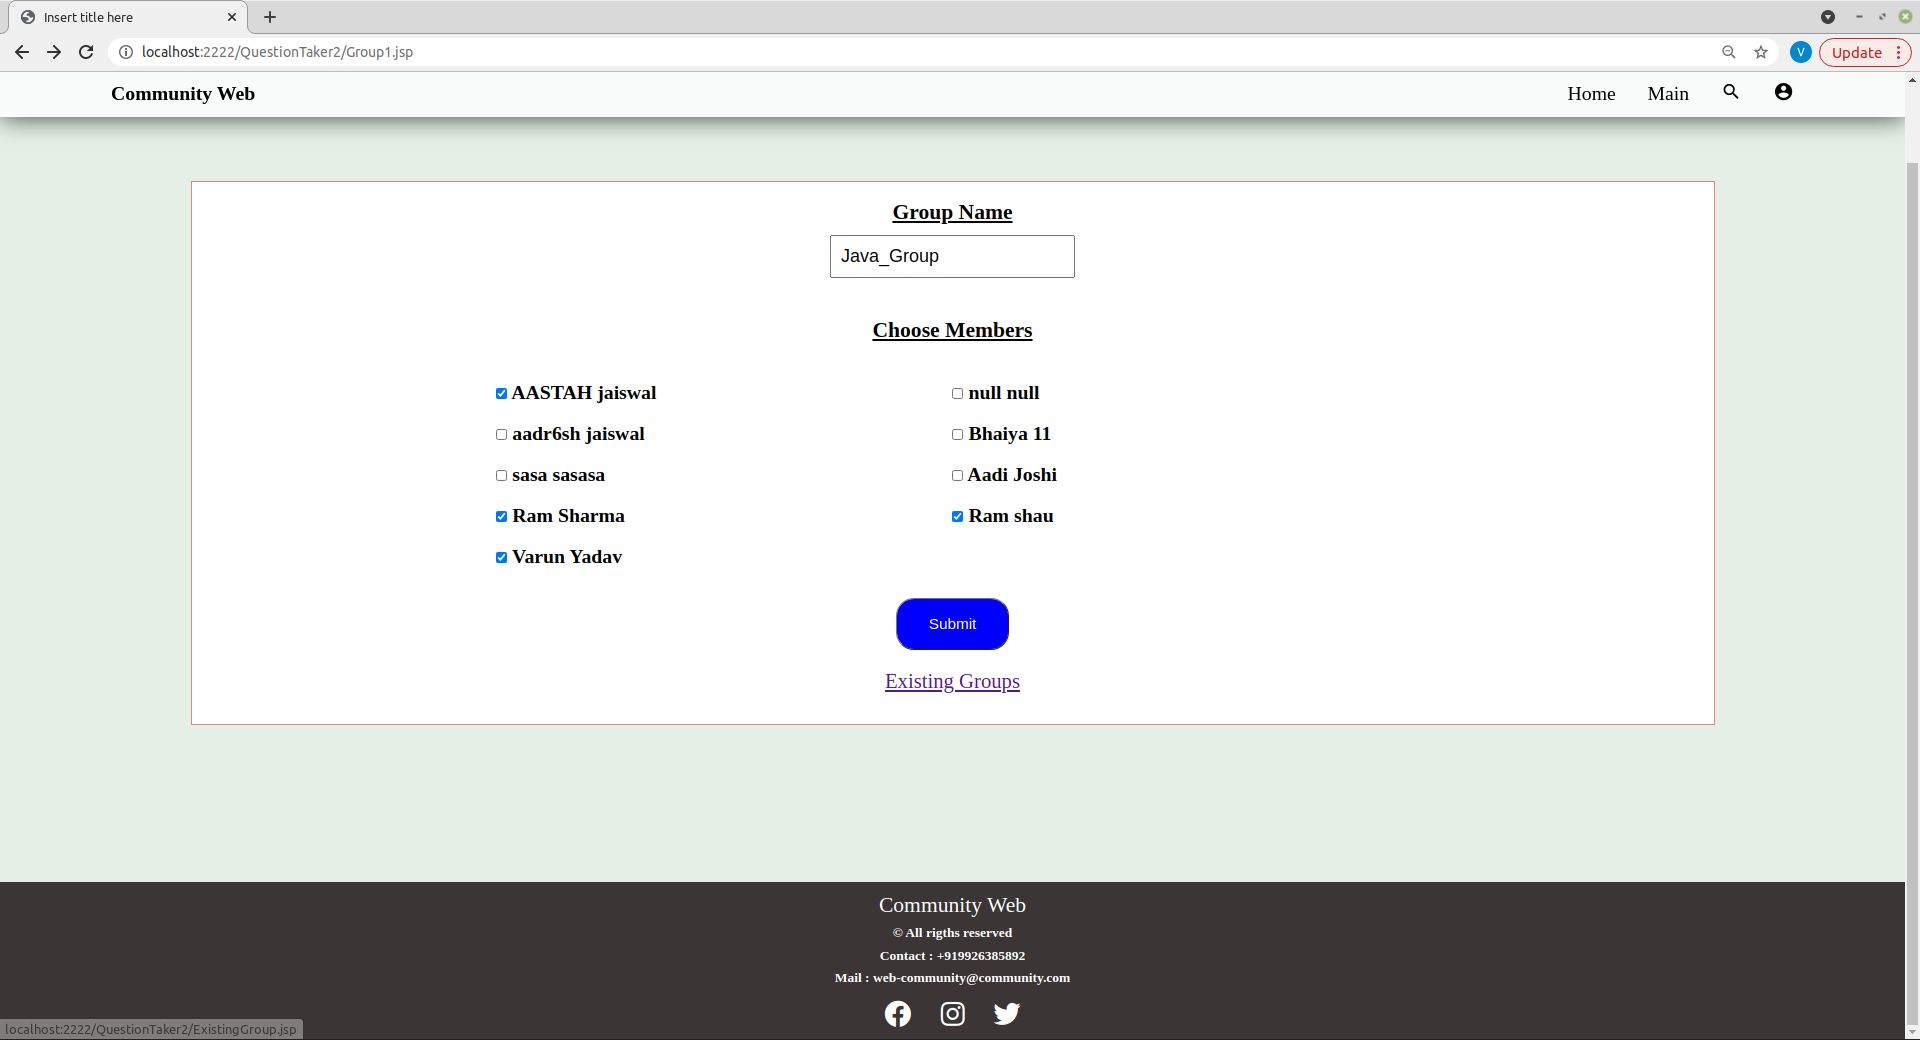 Insert title here
localhost:2222/QuestionTaker2/Group1.jsp
V
Update
Community Web
Home
Main
Group Name
Java_Group
Choose Members
AASTAH jaiswal
null null
aadr6sh jaiswal
Bhaiya 11
sasa sasasa
Aadi Joshi
Ram Sharma
Ram shau
Varun Yadav
Submit
Existing Groups
Community Web
© All rigths reserved
Contact : +919926385892
Mail : web-community@community.com
localhost:2222/QuestionTaker2/ExistingGroup.jsp